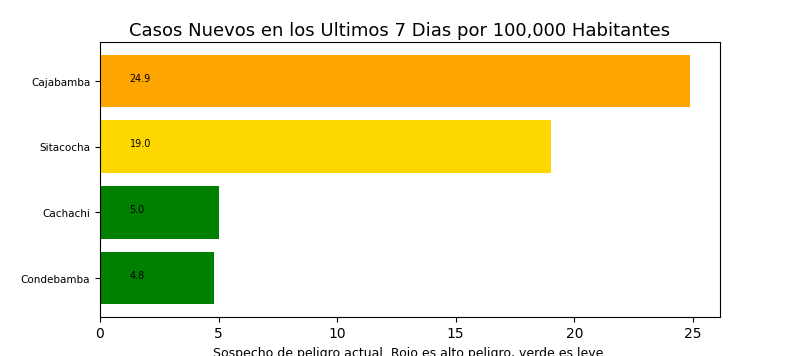 Casos Nuevos en los Ultimos 7 Dias por 100,000 Habitantes
Cajabamba 24.9
Sitacocha 19.0
Cachachi 5.0
Condebamba 4.8
0 5 10 15 20 25
Sospecho de peligro actual. Rojo es alto peligro, verde es leve